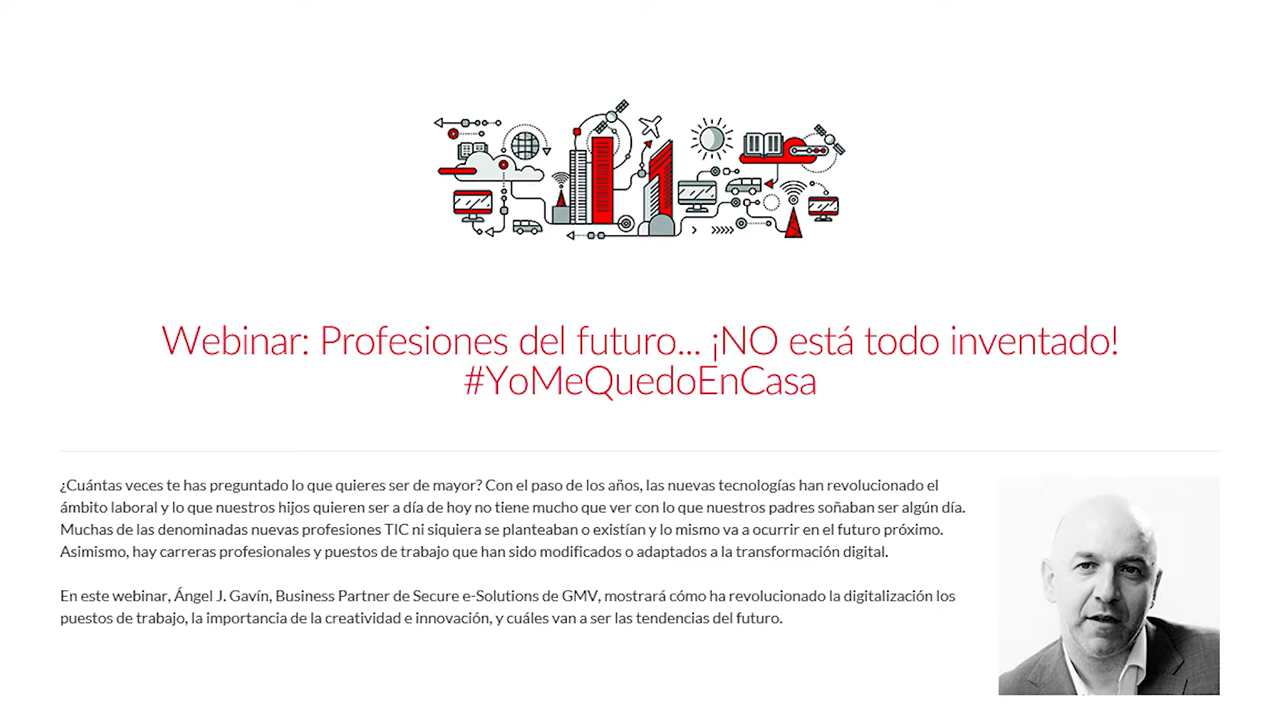 Webinar: Profesiones del futuro... ¡NO está todo inventado!
#YoMeQuedoEnCasa
¿Cuántas veces te has preguntado lo que quieres ser de mayor? Con el paso de los años, las nuevas tecnologías han revolucionado el
ámbito laboral y lo que nuestros hijos quieren ser a día de hoy no tiene mucho que ver con lo que nuestros padres soñaban ser algún día.
Muchas de las denominadas nuevas profesiones TIC ni siquiera se planteaban o existían y lo mismo va a ocurrir en el futuro próximo.
Asimismo, hay carreras profesionales y puestos de trabajo que han sido modificados o adaptados a la transformación digital.
En este webinar, Ángel J. Gavín, Business Partner de Secure e-Solutions de GMV, mostrará cómo ha revolucionado la digitalización los
puestos de trabajo, la importancia de la creatividad e innovación, y cuáles van a ser las tendencias del futuro.